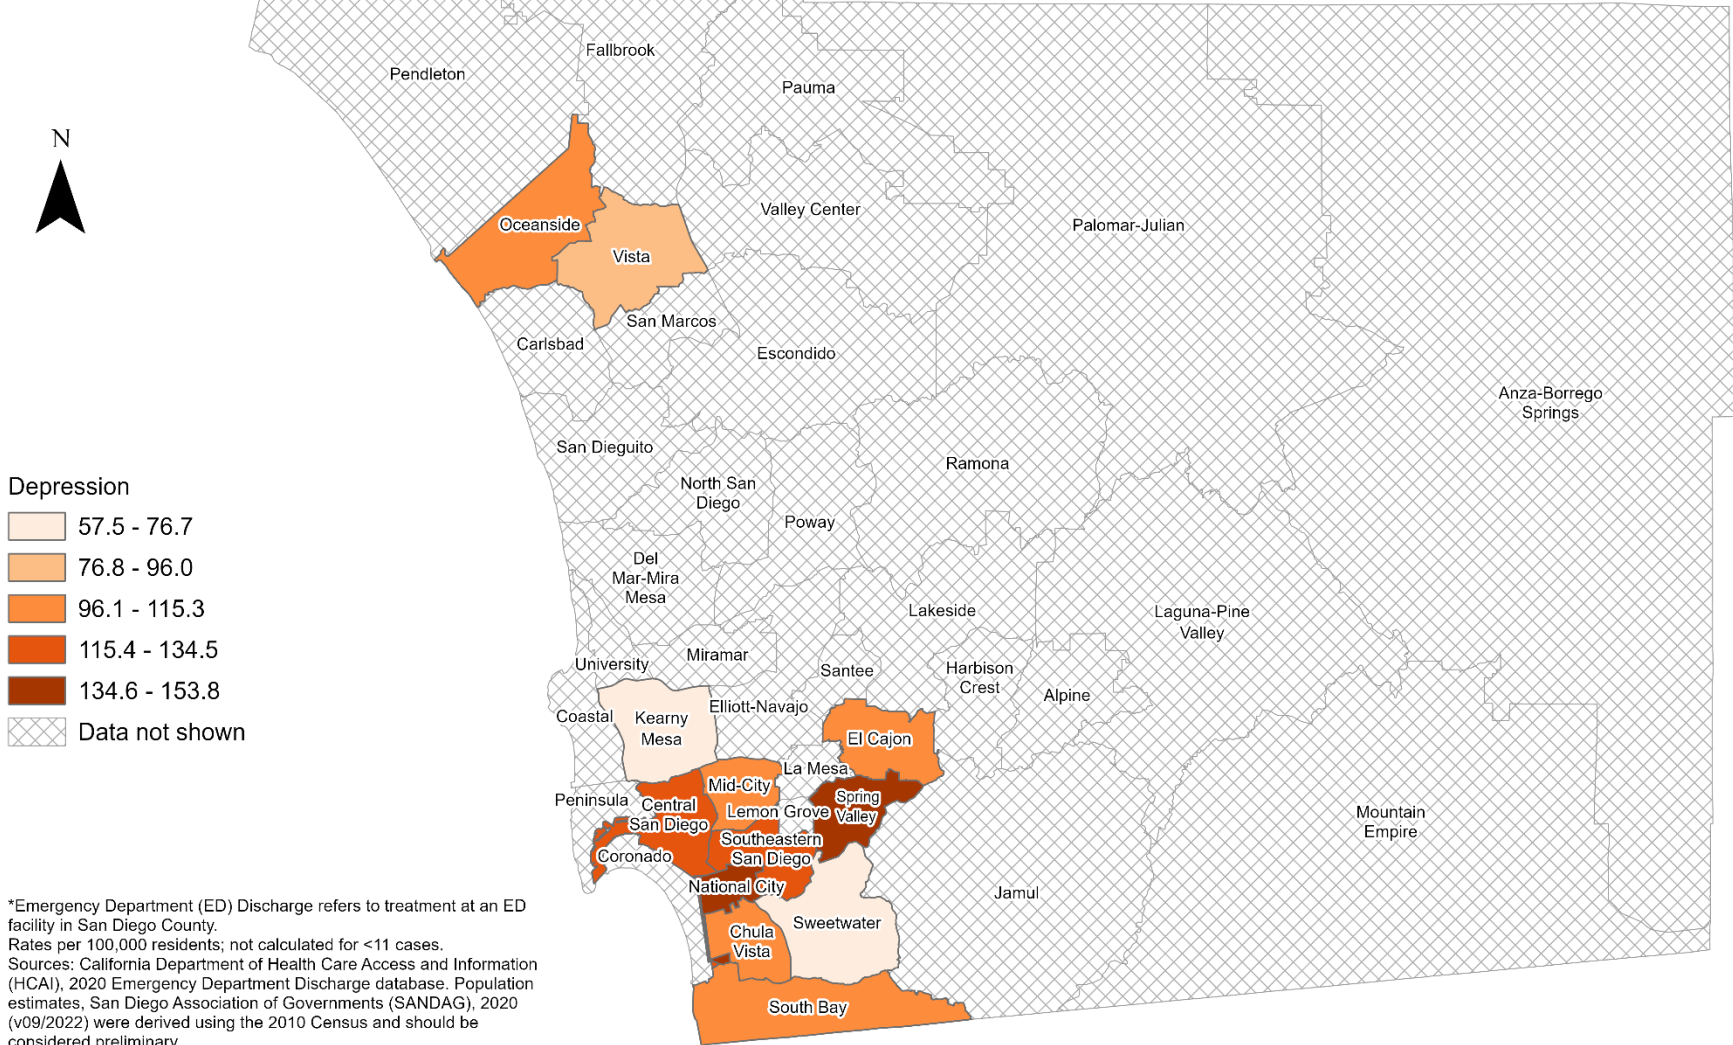 Fallbrook
Pendleton
Pauma
N
Valley Center
Oceanside
Palomar-Julian
Vista
San Marcos
Carlsbad
Escondido
Anza-Borrego
Springs
San Dieguito
Ramona
North San
Diego
Poway
Depression
57.5 - 76.7
76.8 - 96.0
96.1 - 115.3
115.4 - 134.5
134.6 - 153.8
Data not shown
Del
Mar-Mira
Mesa
Lakeside
Laguna-Pine
Valley
Miramar
University
Santee
Harbison
Crest
Alpine
Elliott-Navajo
Coastal
Kearny
Mesa
El Cajon
La Mesa
Mid-City
Peninsula
Central
San Diego
Lemon Grove
Spring
Valley
Mountain
Empire
Southeastern
San Diego
Coronado
National City
Jamul
Sweetwater
Chula
Vista
South Bay
*Emergency Department (ED) Discharge refers to treatment at an ED
facility in San Diego County.
Rates per 100,000 residents; not calculated for <11 cases.
Sources: California Department of Health Care Access and Information
(HCAI), 2020 Emergency Department Discharge database. Population
estimates, San Diego Association of Governments (SANDAG), 2020
(v09/2022) were derived using the 2010 Census and should be
considered preliminary.